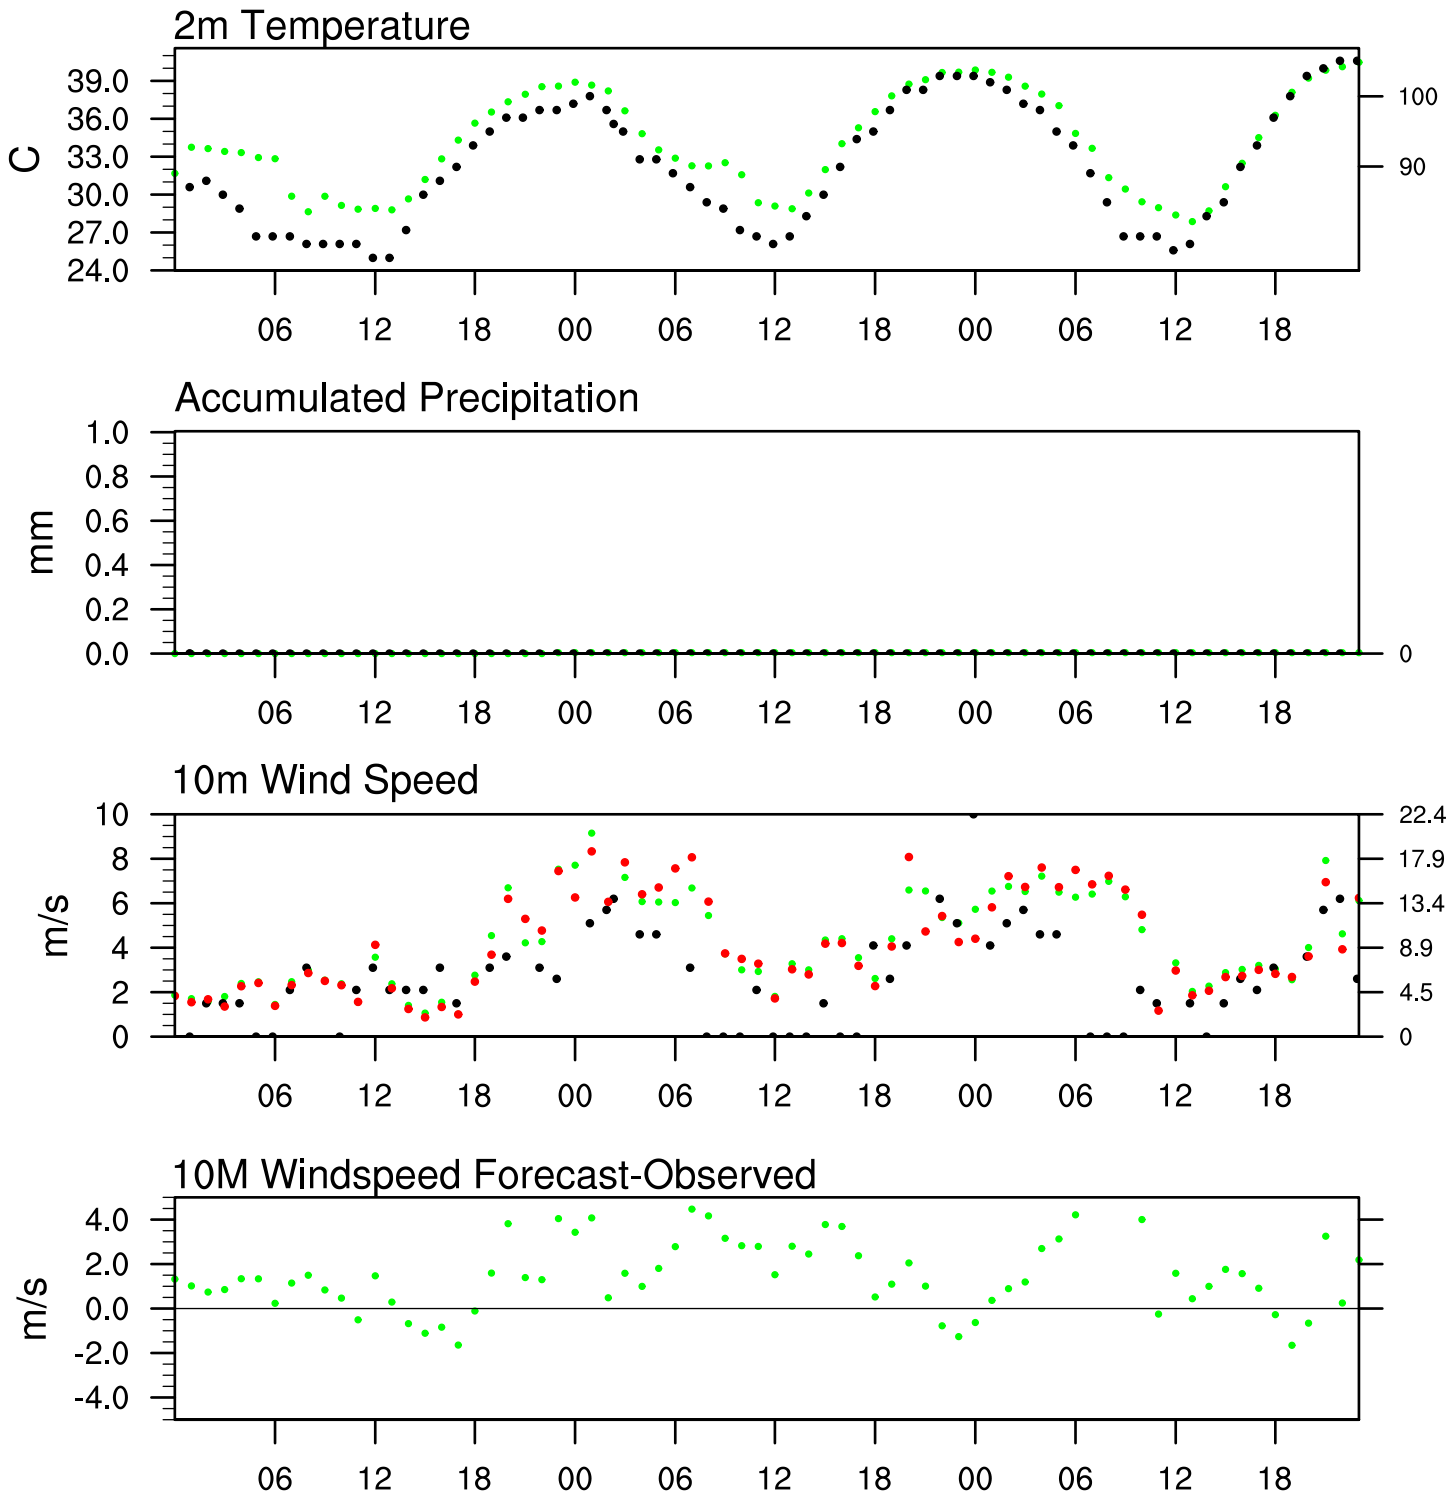 2m Temperature
39.0
36.0
33.0
30.0
27.0
24.0
C
100
90
06 12 18 00 06 12 18 00 06 12 18
Accumulated Precipitation
1.0
0.8
0.6
0.4
0.2
0.0
mm
0
06 12 18 00 06 12 18 00 06 12 18
10m Wind Speed
10
8
6
4
2
0
m/s
22.4
17.9
13.4
8.9
4.5
0
06 12 18 00 06 12 18 00 06 12 18
10M Windspeed Forecast-Observed
4.0
2.0
0.0
-2.0
-4.0
m/s
06 12 18 00 06 12 18 00 06 12 18